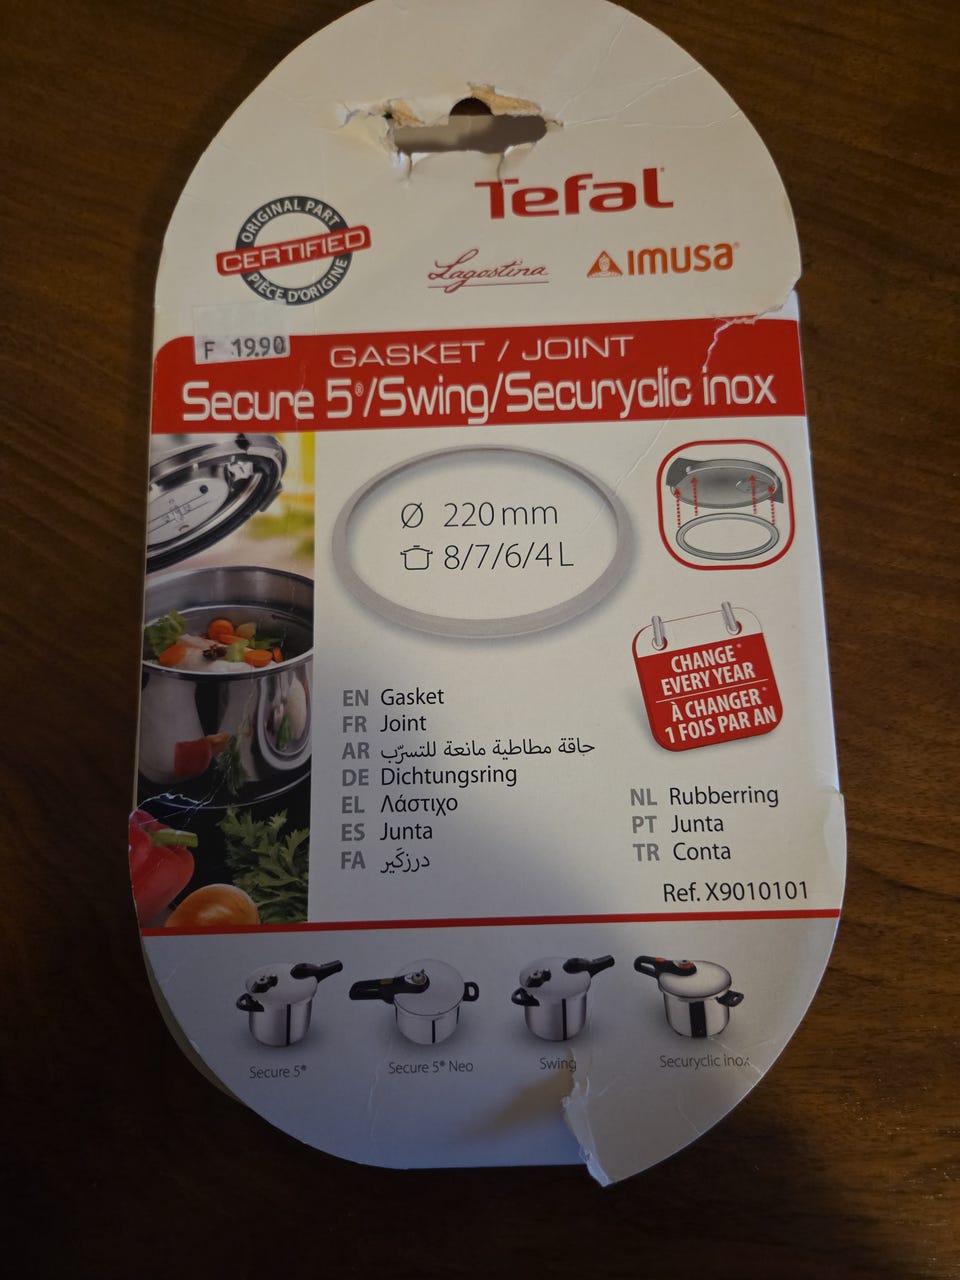 Tefal
ORIGINAL PART
CERTIFIED
PIÈCE D'ORIGINE
Lagostina
IMUSA
F 19.90
GASKET / JOINT
Secure 5®/Swing/Securyclic inox
Ø 220 mm
8/7/6/4 L
CHANGE*
EVERY YEAR
À CHANGER*
1 FOIS PAR AN
EN Gasket
FR Joint
AR جاقة مطاطية مانعة للتسرّب
DE Dichtungsring
EL Λάστιχο
ES Junta
FA درزگیر
NL Rubberring
PT Junta
TR Conta
Ref. X9010101
Secure 5®
Secure 5® Neo
Swing
Securyclic inox